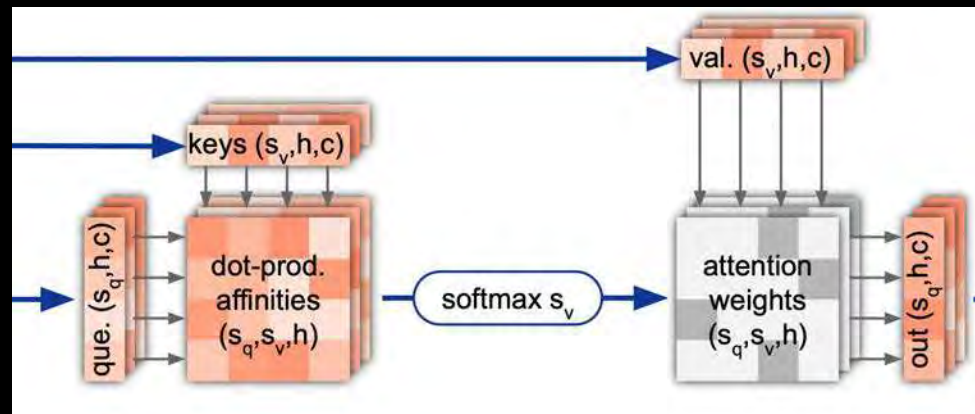 val. (s_v,h,c)
keys (s_v,h,c)
que. (s_q,h,c)
dot-prod.
affinities
(s_q,s_v,h)
softmax s_v
attention
weights
(s_q,s_v,h)
out (s_q,h,c)